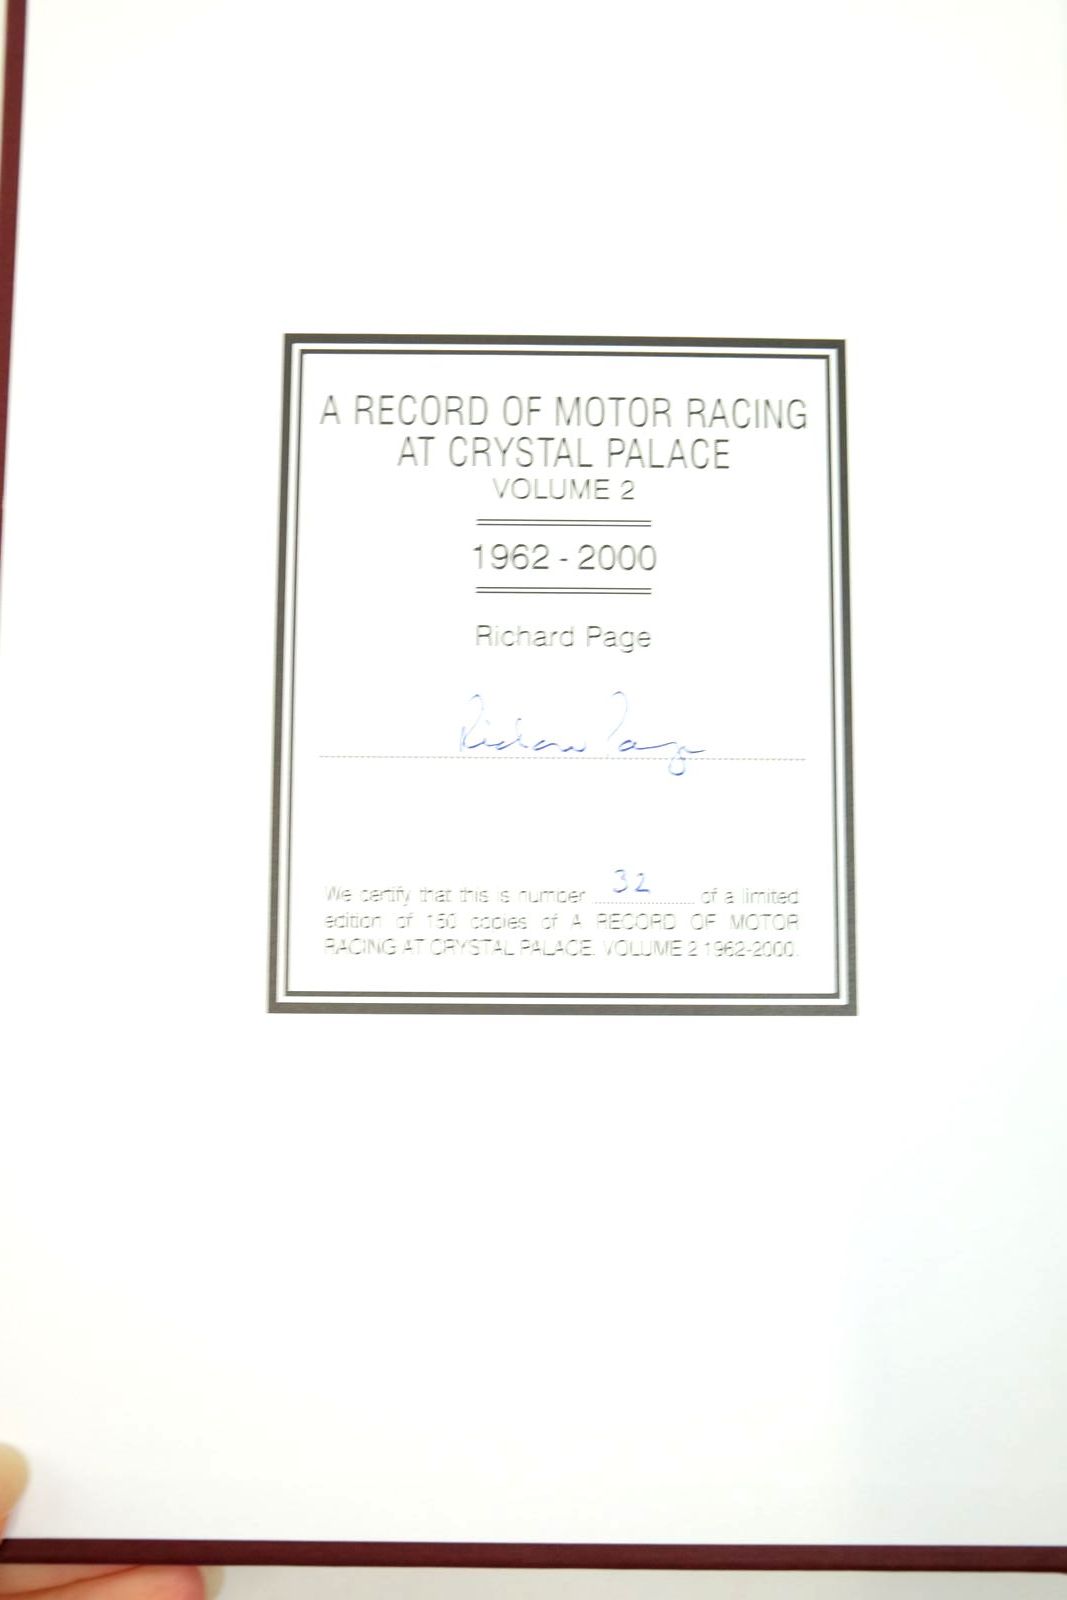 A RECORD OF MOTOR RACING
AT CRYSTAL PALACE
VOLUME 2
1962 - 2000
Richard Page
Richard Page
We certify that this is number 32 of a limited
edition of 150 copies of A RECORD OF MOTOR
RACING AT CRYSTAL PALACE. VOLUME 2 1962-2000.